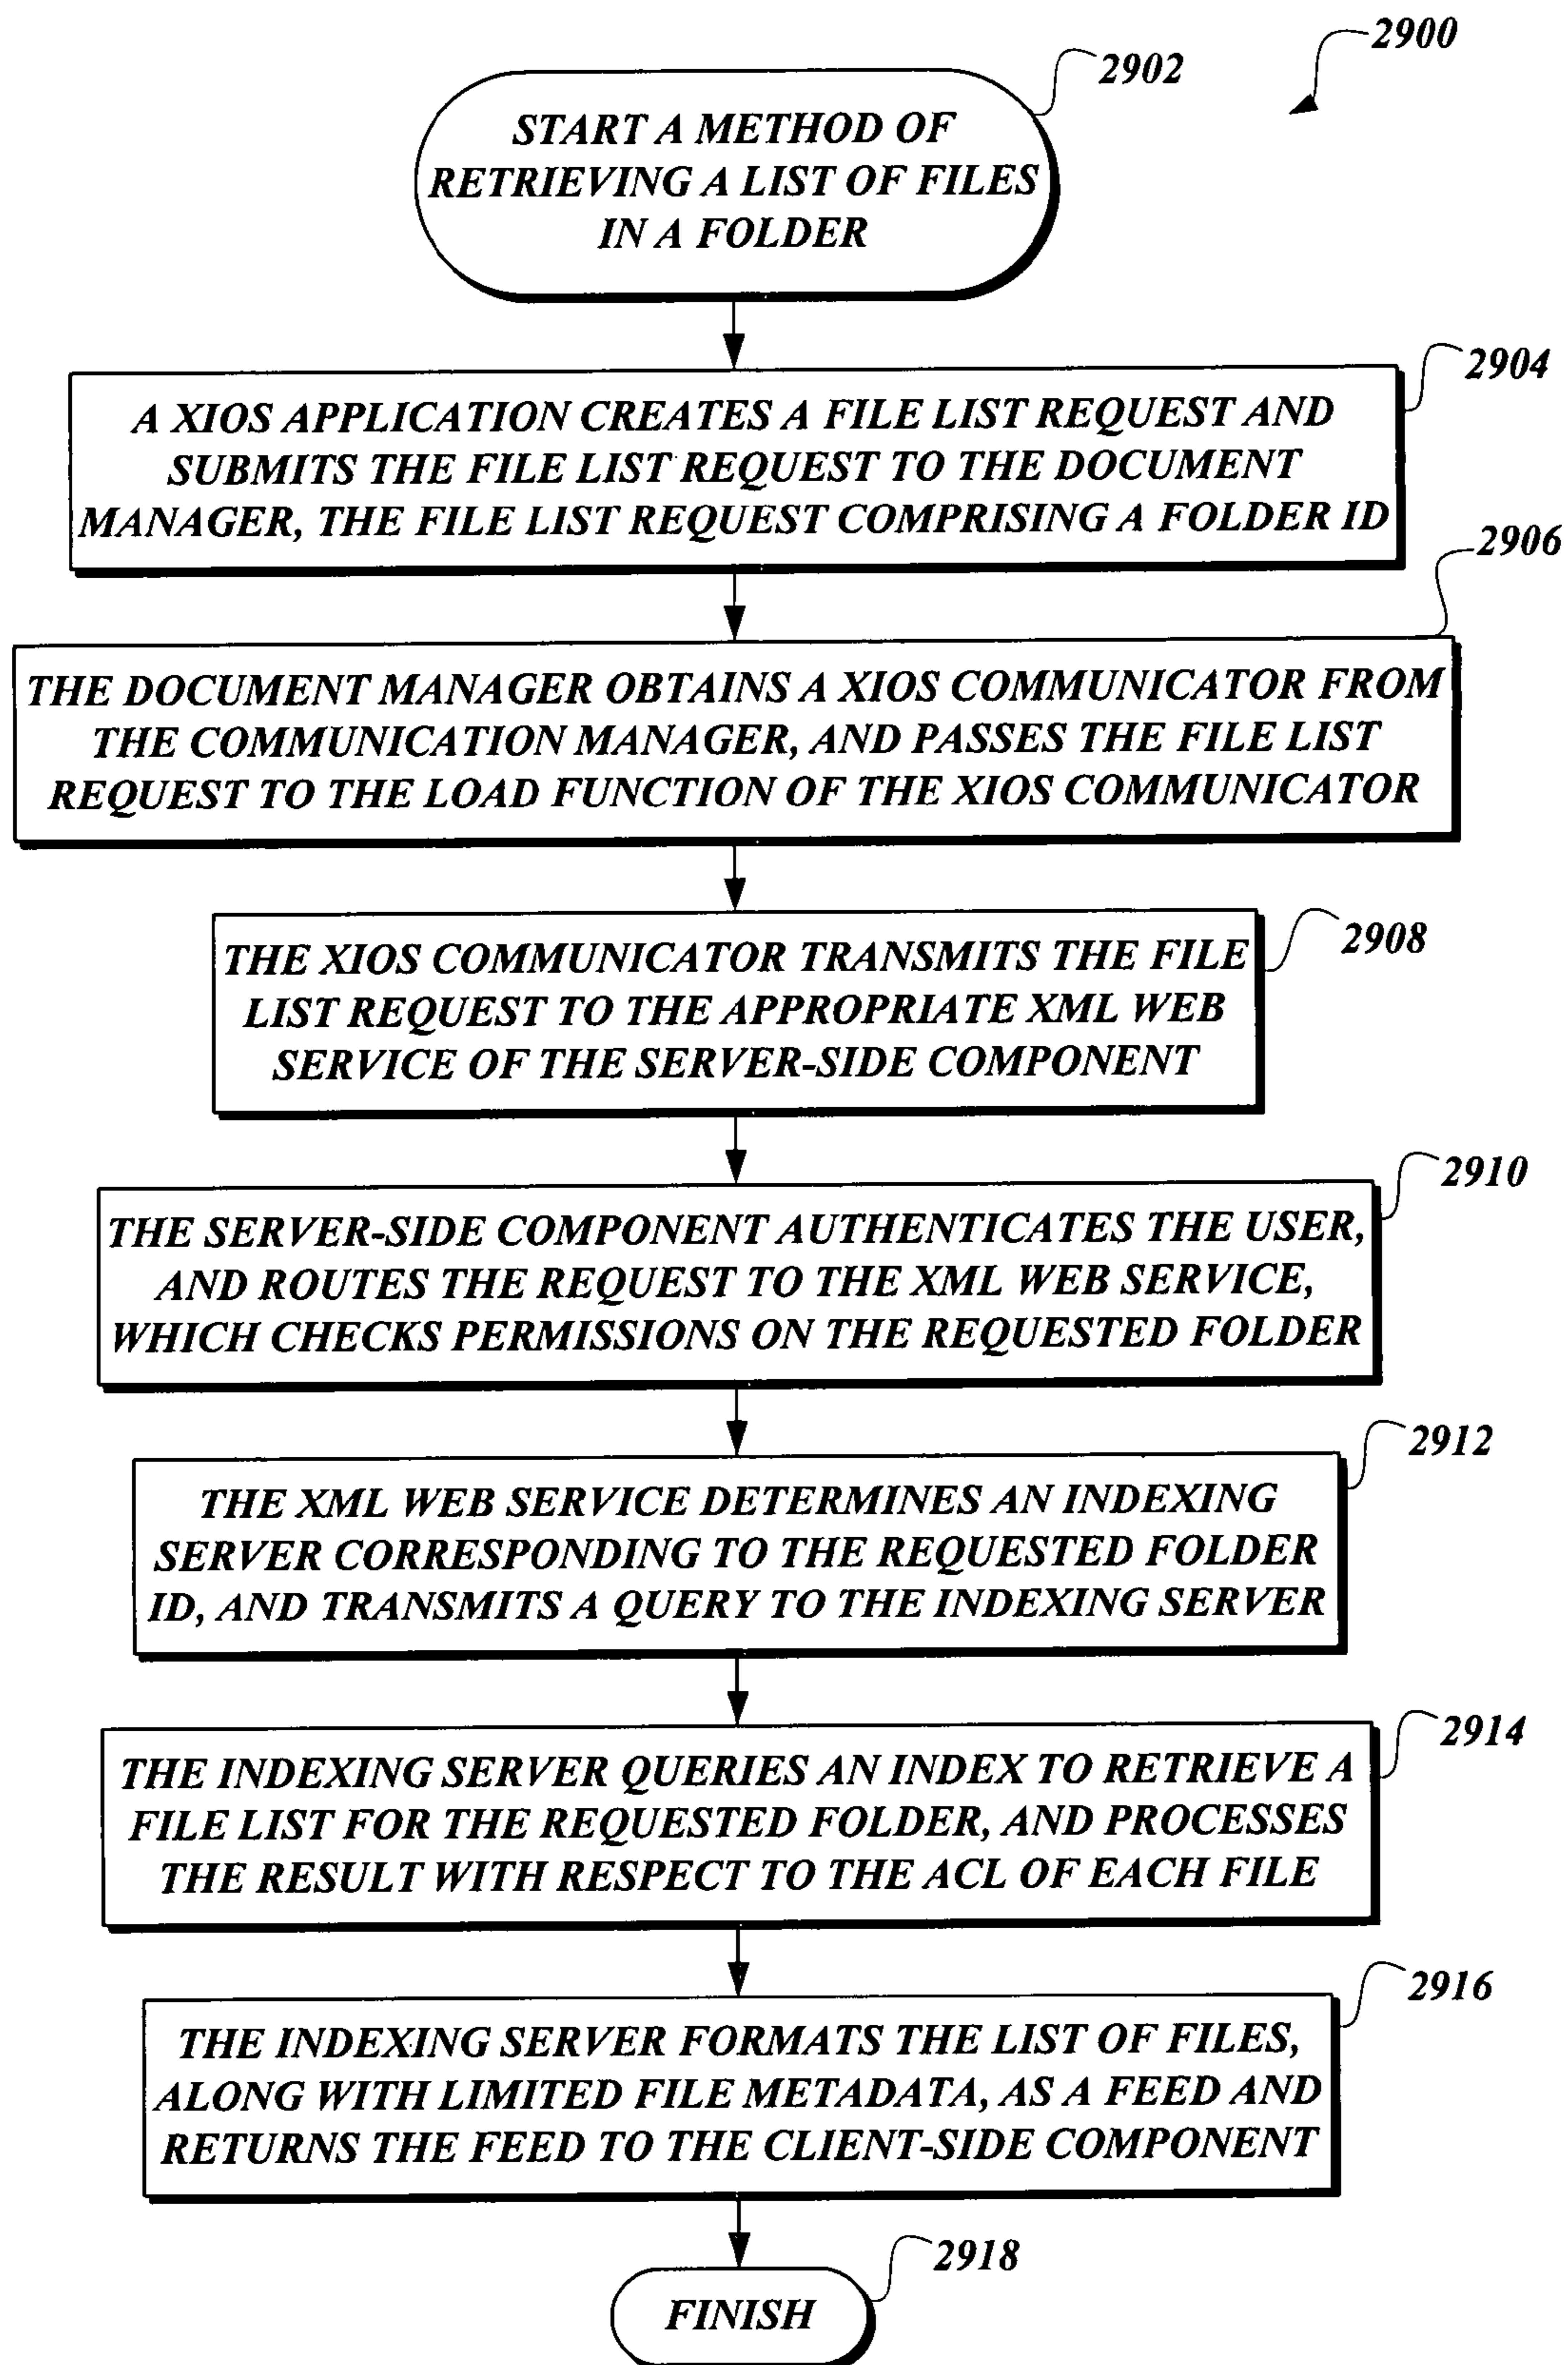 2900
2902
START A METHOD OF
RETRIEVING A LIST OF FILES
IN A FOLDER
2904
A XIOS APPLICATION CREATES A FILE LIST REQUEST AND
SUBMITS THE FILE LIST REQUEST TO THE DOCUMENT
MANAGER, THE FILE LIST REQUEST COMPRISING A FOLDER ID
2906
THE DOCUMENT MANAGER OBTAINS A XIOS COMMUNICATOR FROM
THE COMMUNICATION MANAGER, AND PASSES THE FILE LIST
REQUEST TO THE LOAD FUNCTION OF THE XIOS COMMUNICATOR
2908
THE XIOS COMMUNICATOR TRANSMITS THE FILE
LIST REQUEST TO THE APPROPRIATE XML WEB
SERVICE OF THE SERVER-SIDE COMPONENT
2910
THE SERVER-SIDE COMPONENT AUTHENTICATES THE USER,
AND ROUTES THE REQUEST TO THE XML WEB SERVICE,
WHICH CHECKS PERMISSIONS ON THE REQUESTED FOLDER
2912
THE XML WEB SERVICE DETERMINES AN INDEXING
SERVER CORRESPONDING TO THE REQUESTED FOLDER
ID, AND TRANSMITS A QUERY TO THE INDEXING SERVER
2914
THE INDEXING SERVER QUERIES AN INDEX TO RETRIEVE A
FILE LIST FOR THE REQUESTED FOLDER, AND PROCESSES
THE RESULT WITH RESPECT TO THE ACL OF EACH FILE
2916
THE INDEXING SERVER FORMATS THE LIST OF FILES,
ALONG WITH LIMITED FILE METADATA, AS A FEED AND
RETURNS THE FEED TO THE CLIENT-SIDE COMPONENT
2918
FINISH